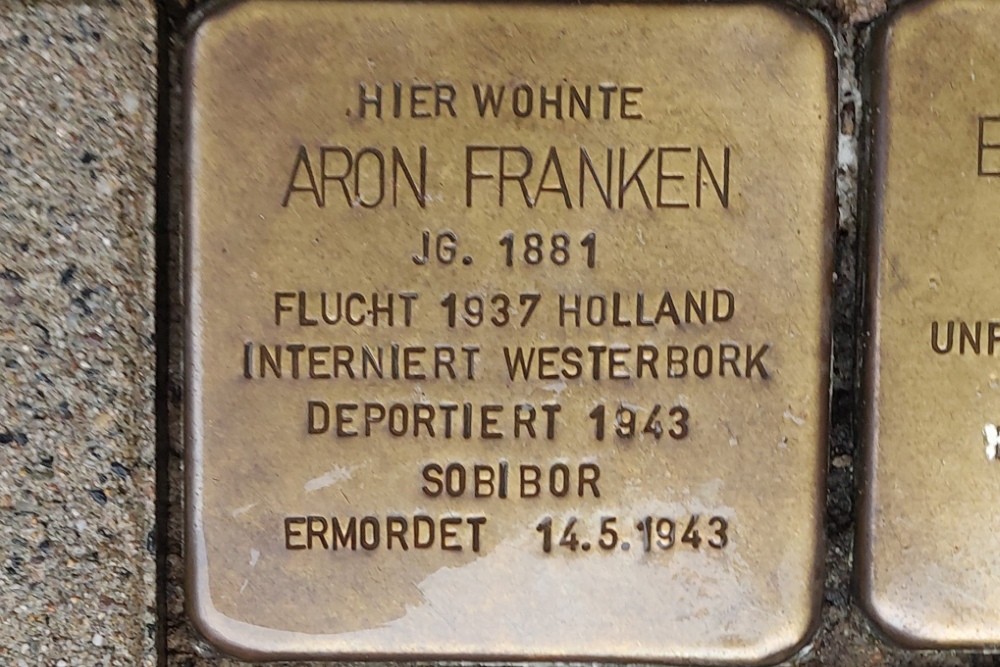 HIER WOHNTE
ARON FRANKEN
JG. 1881
FLUCHT 1937 HOLLAND
INTERNIERT WESTERBORK
DEPORTIERT 1943
SOBIBOR
ERMORDET 14.5.1943